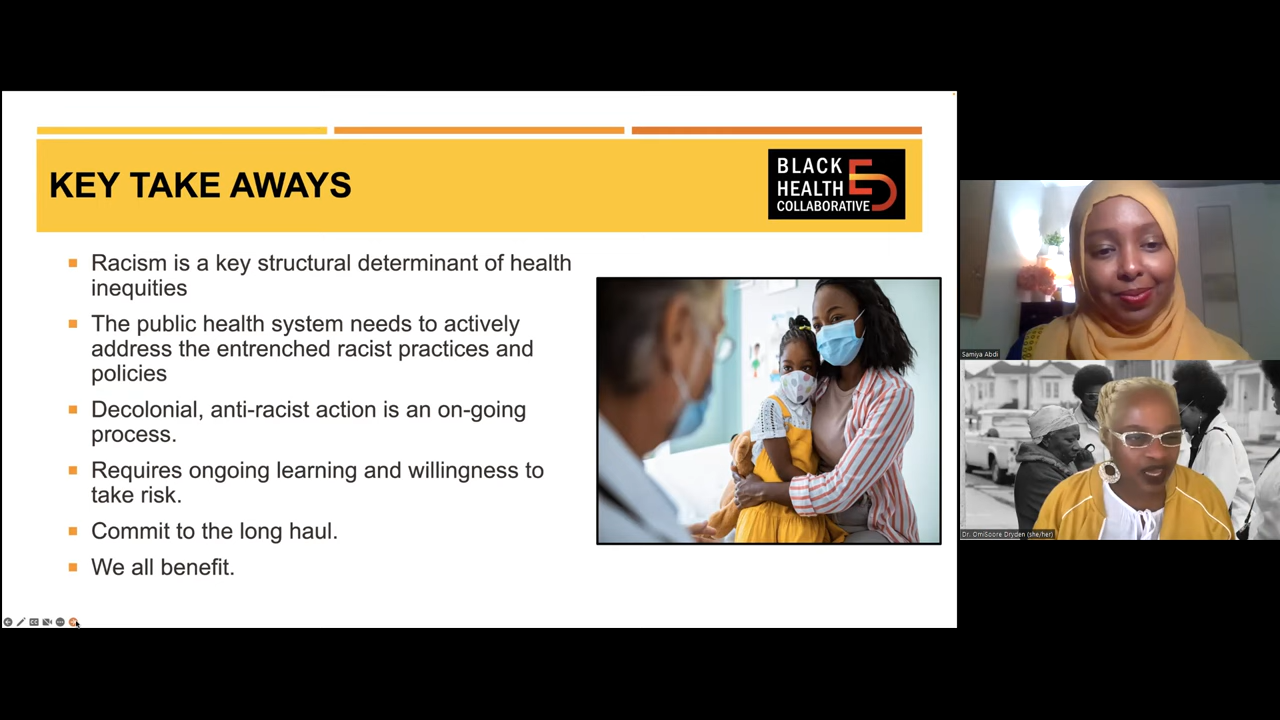 KEY TAKE AWAYS
BLACK
HEALTH
COLLABORATIVE
Racism is a key structural determinant of health
inequities
The public health system needs to actively
address the entrenched racist practices and
policies
Decolonial, anti-racist action is an on-going
process.
Requires ongoing learning and willingness to
take risk.
Commit to the long haul.
We all benefit.
Samiya Abdi
Dr. OmiSoore Dryden (she/her)